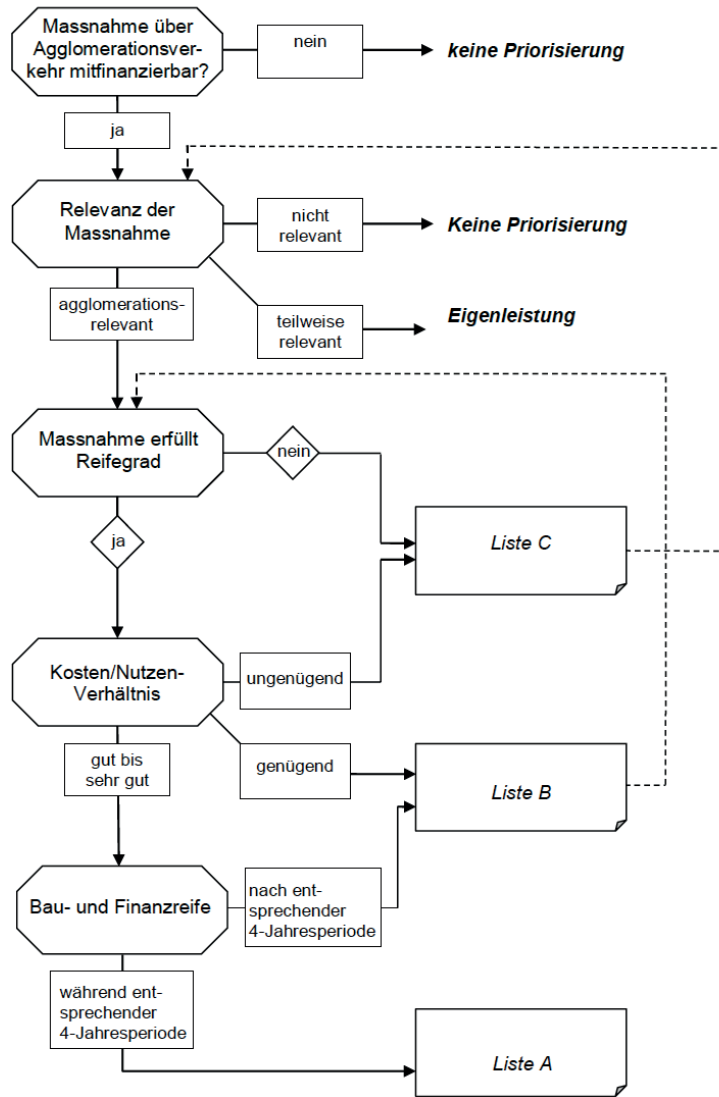 Massnahme über
Agglomerationsver-
kehr mitfinanzierbar?
nein
keine Priorisierung
ja
Relevanz der
Massnahme
nicht
relevant
Keine Priorisierung
agglomerations-
relevant
teilweise
relevant
Eigenleistung
Massnahme erfüllt
Reifegrad
nein
ja
Liste C
Kosten/Nutzen-
Verhältnis
ungenügend
gut bis
sehr gut
genügend
Liste B
Bau- und Finanzreife
nach ent-
sprechender
4-Jahresperiode
während ent-
sprechender
4-Jahresperiode
Liste A